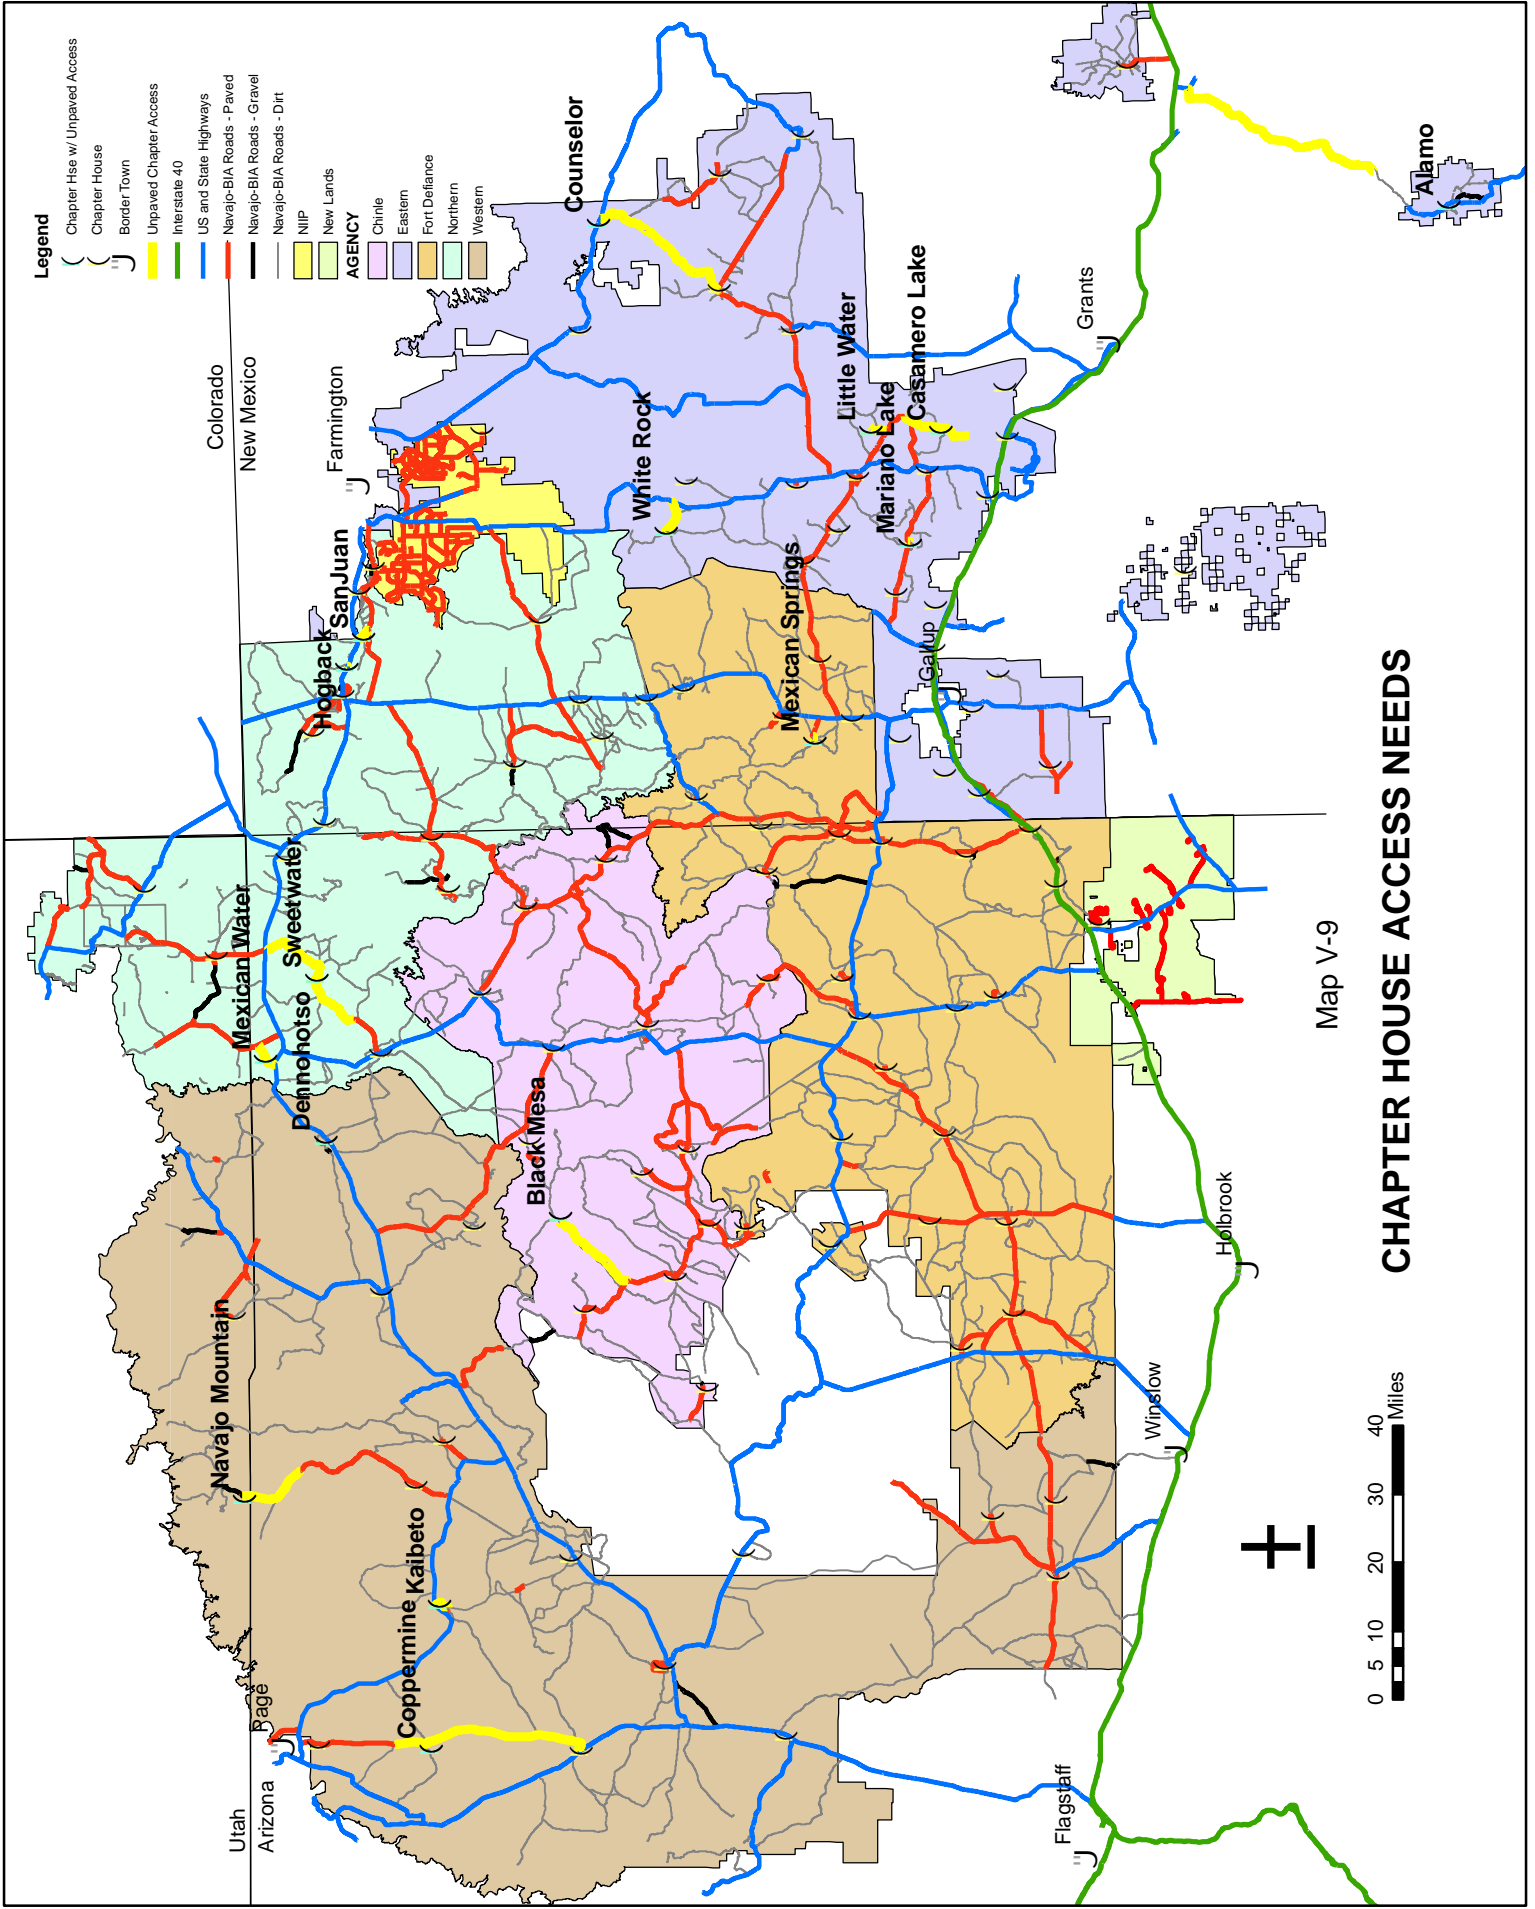 Legend
Chapter Hse w/ Unpaved Access
Chapter House
Border Town
Unpaved Chapter Access
Interstate 40
US and State Highways
Navajo-BIA Roads - Paved
Navajo-BIA Roads - Gravel
Navajo-BIA Roads - Dirt
NIIP
New Lands
AGENCY
Chinle
Eastern
Fort Defiance
Northern
Western
Utah
Arizona
Colorado
New Mexico
Page
Navajo Mountain
Coppermine
Kaibeto
Mexican Water
Dennohotso
Sweetwater
Black Mesa
Hogback
SanJuan
Farmington
White Rock
Counselor
Mexican Springs
Mariano Lake
Little Water
Casamero Lake
Gallup
Grants
Alamo
Flagstaff
Winslow
Holbrook
Map V-9
CHAPTER HOUSE ACCESS NEEDS
0 5 10 20 30 40
Miles